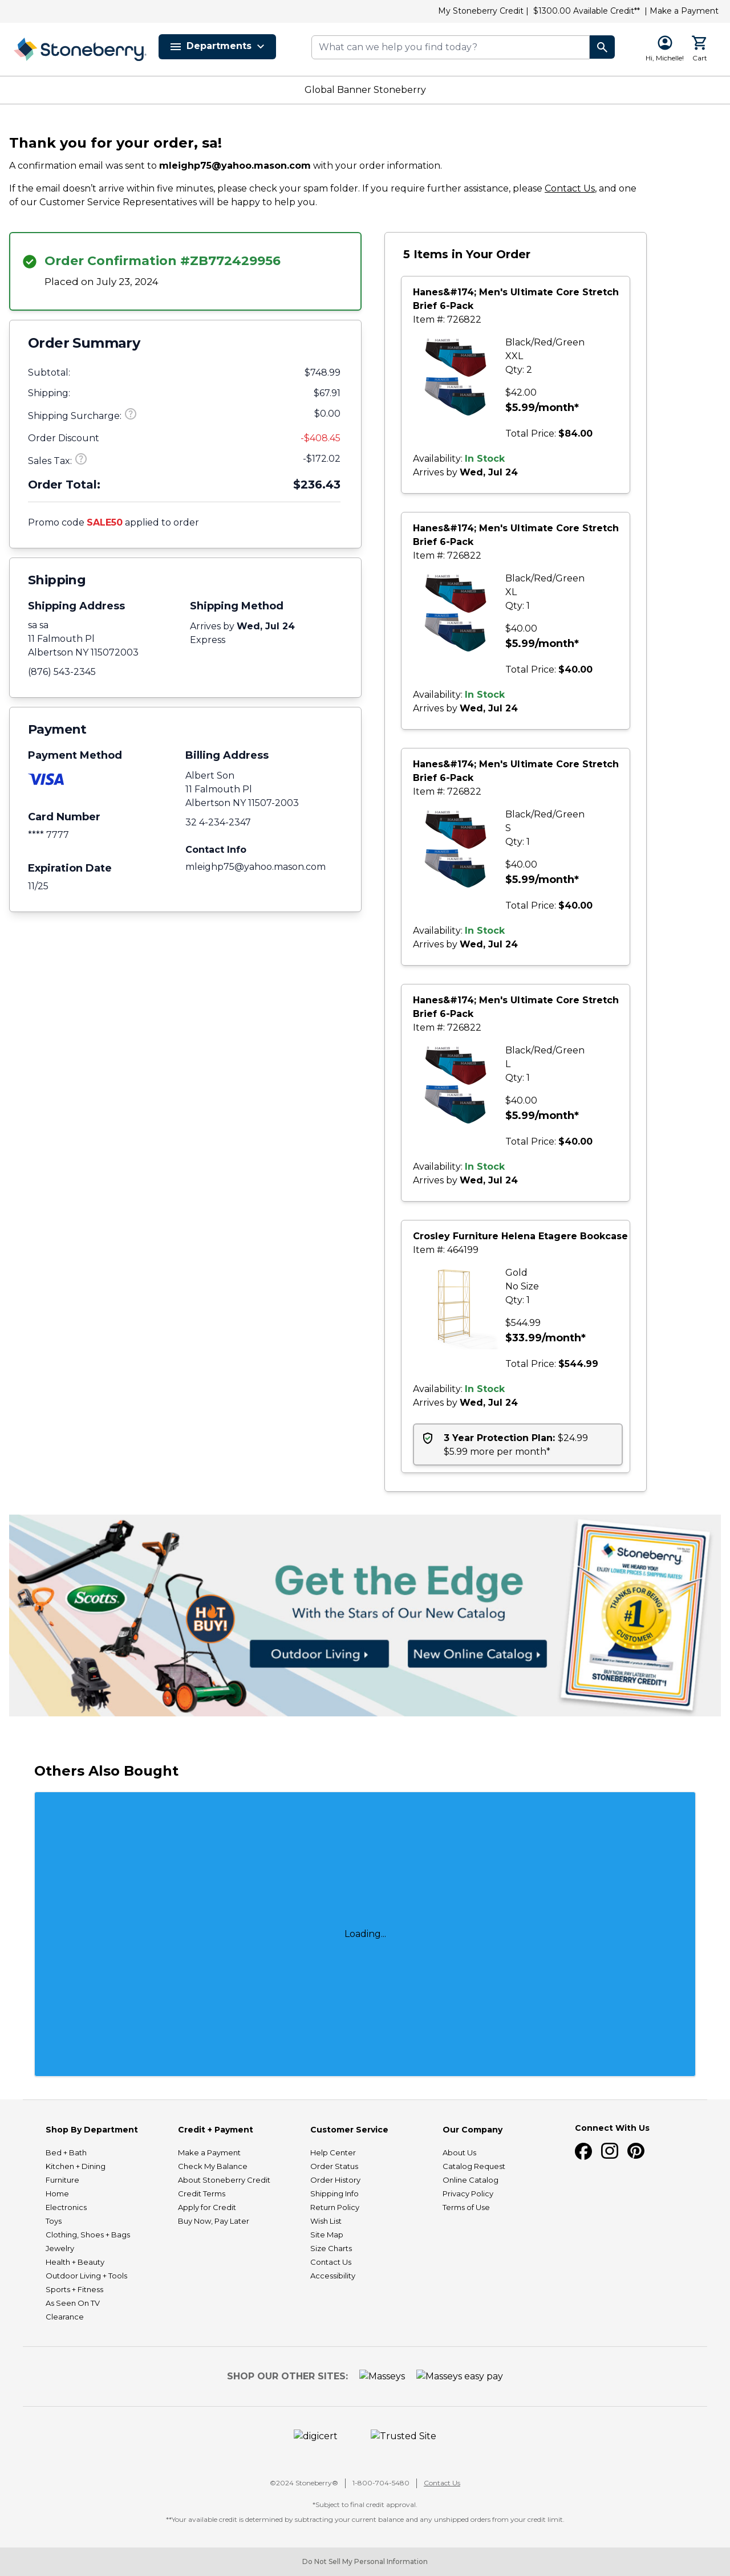 My Stoneberry Credit | $1300.00 Available Credit** | Make a Payment
Stoneberry.
Departments
What can we help you find today?
Hi, Michelle!
Cart
Global Banner Stoneberry
Thank you for your order, sa!
A confirmation email was sent to mleighp75@yahoo.mason.com with your order information.
If the email doesn't arrive within five minutes, please check your spam folder. If you require further assistance, please Contact Us, and one
of our Customer Service Representatives will be happy to help you.
Order Confirmation #ZB772429956
Placed on July 23, 2024
Order Summary
Subtotal: $748.99
Shipping: $67.91
Shipping Surcharge: ? $0.00
Order Discount -$408.45
Sales Tax: ? -$172.02
Order Total: $236.43
Promo code SALE50 applied to order
Shipping
Shipping Address
sa sa
11 Falmouth Pl
Albertson NY 115072003
(876) 543-2345
Shipping Method
Arrives by Wed, Jul 24
Express
Payment
Payment Method
VISA
Card Number
**** 7777
Expiration Date
11/25
Billing Address
Albert Son
11 Falmouth Pl
Albertson NY 11507-2003
32 4-234-2347
Contact Info
mleighp75@yahoo.mason.com
5 Items in Your Order
Hanes&#174; Men's Ultimate Core Stretch
Brief 6-Pack
Item #: 726822
Black/Red/Green
XXL
Qty: 2
$42.00
$5.99/month*
Total Price: $84.00
Availability: In Stock
Arrives by Wed, Jul 24
Hanes&#174; Men's Ultimate Core Stretch
Brief 6-Pack
Item #: 726822
Black/Red/Green
XL
Qty: 1
$40.00
$5.99/month*
Total Price: $40.00
Availability: In Stock
Arrives by Wed, Jul 24
Hanes&#174; Men's Ultimate Core Stretch
Brief 6-Pack
Item #: 726822
Black/Red/Green
S
Qty: 1
$40.00
$5.99/month*
Total Price: $40.00
Availability: In Stock
Arrives by Wed, Jul 24
Hanes&#174; Men's Ultimate Core Stretch
Brief 6-Pack
Item #: 726822
Black/Red/Green
L
Qty: 1
$40.00
$5.99/month*
Total Price: $40.00
Availability: In Stock
Arrives by Wed, Jul 24
Crosley Furniture Helena Etagere Bookcase
Item #: 464199
Gold
No Size
Qty: 1
$544.99
$33.99/month*
Total Price: $544.99
Availability: In Stock
Arrives by Wed, Jul 24
3 Year Protection Plan: $24.99
$5.99 more per month*
Scotts
HOT
BUY!
Get the Edge
With the Stars of Our New Catalog
Outdoor Living
New Online Catalog
Stoneberry.
WE HEARD YOU!
ENJOY LOWER PRICES & SHIPPING RATES!
THANKS FOR BEING A
#1
CUSTOMER!
BUY NOW, PAY LATER WITH
STONEBERRY CREDIT!
Others Also Bought
Loading...
Shop By Department
Bed + Bath
Kitchen + Dining
Furniture
Home
Electronics
Toys
Clothing, Shoes + Bags
Jewelry
Health + Beauty
Outdoor Living + Tools
Sports + Fitness
As Seen On TV
Clearance
Credit + Payment
Make a Payment
Check My Balance
About Stoneberry Credit
Credit Terms
Apply for Credit
Buy Now, Pay Later
Customer Service
Help Center
Order Status
Order History
Shipping Info
Return Policy
Wish List
Site Map
Size Charts
Contact Us
Accessibility
Our Company
About Us
Catalog Request
Online Catalog
Privacy Policy
Terms of Use
Connect With Us
SHOP OUR OTHER SITES: Masseys Masseys easy pay
digicert Trusted Site
©2024 Stoneberry® | 1-800-704-5480 | Contact Us
*Subject to final credit approval.
**Your available credit is determined by subtracting your current balance and any unshipped orders from your credit limit.
Do Not Sell My Personal Information